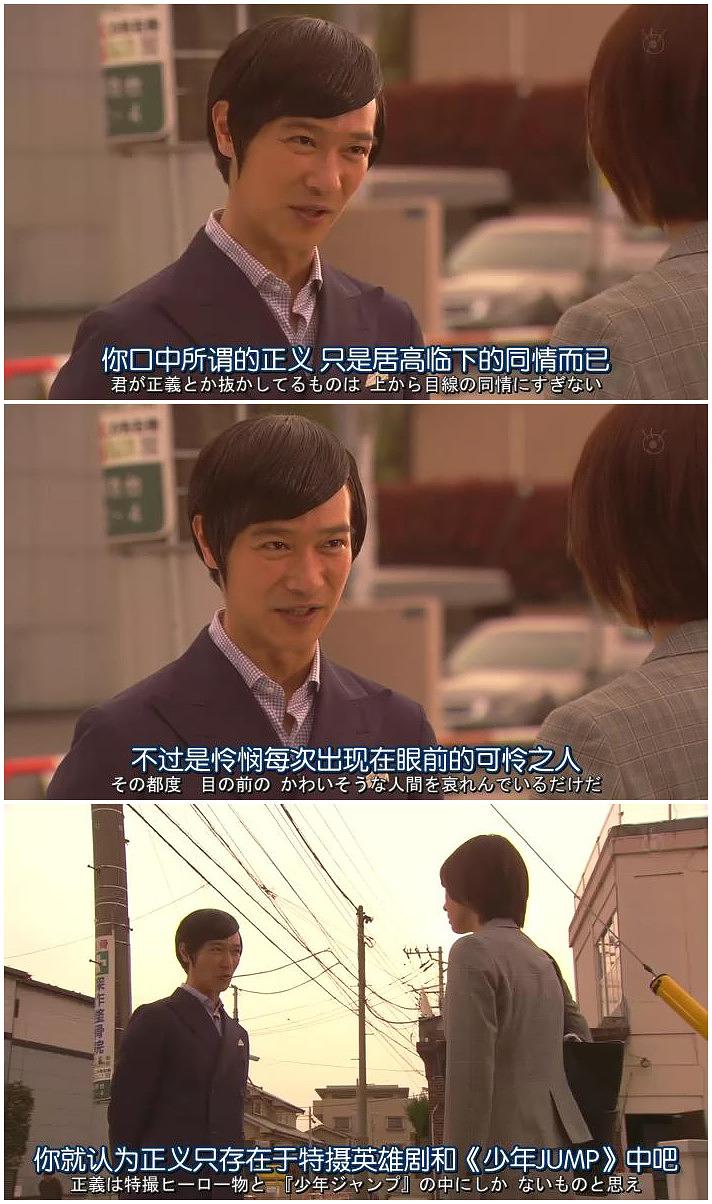 你口中所谓的正义 只是居高临下的同情而已
君が正義とか抜かしてるものは 上から目線の同情にすぎない
不过是怜悯每次出现在眼前的可怜之人
その都度 目の前の かわいそうな人間を哀れんでいるだけだ
深作整骨院
你就认为正义只存在于特摄英雄剧和《少年JUMP》中吧
正義は特撮ヒーロー物と 『少年ジャンプ』の中にしか ないものと思え